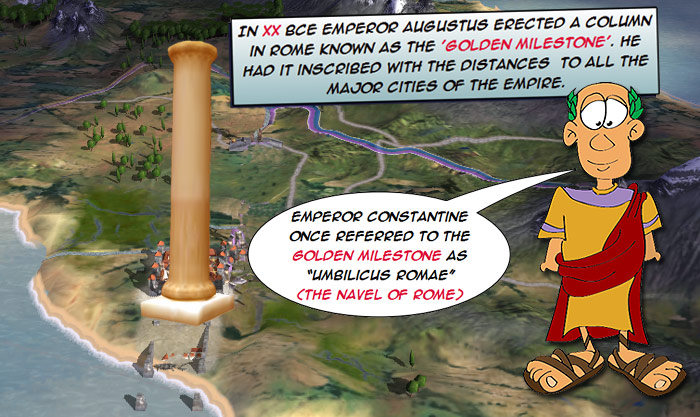 IN XX BCE EMPEROR AUGUSTUS ERECTED A COLUMN
IN ROME KNOWN AS THE 'GOLDEN MILESTONE'. HE
HAD IT INSCRIBED WITH THE DISTANCES TO ALL THE
MAJOR CITIES OF THE EMPIRE.
EMPEROR CONSTANTINE
ONCE REFERRED TO THE
GOLDEN MILESTONE AS
"UMBILICUS ROMAE"
(THE NAVEL OF ROME)